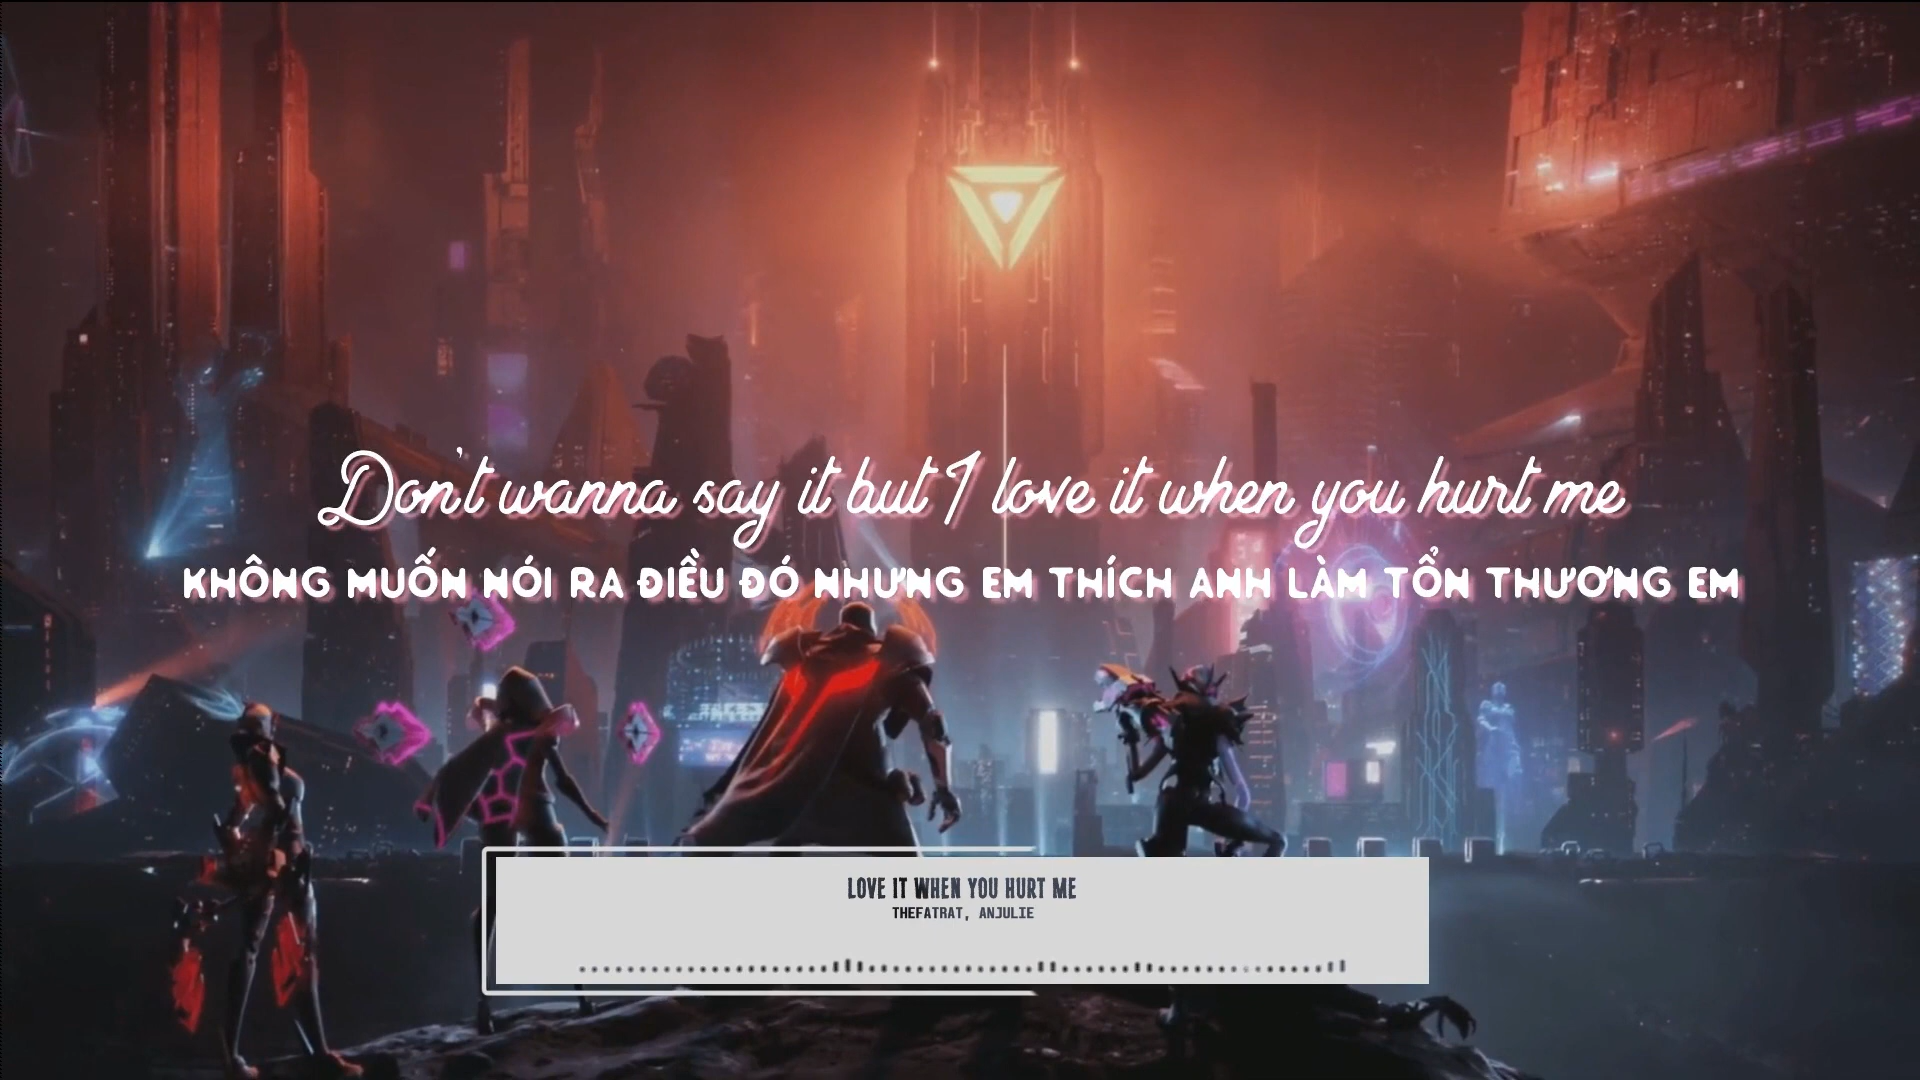 Don't wanna say it but I love it when you hurt me
KHÔNG MUỐN NÓI RA ĐIỀU ĐÓ NHƯNG EM THÍCH ANH LÀM TỔN THƯƠNG EM
LOVE IT WHEN YOU HURT ME
THEFATRAT, ANJULIE